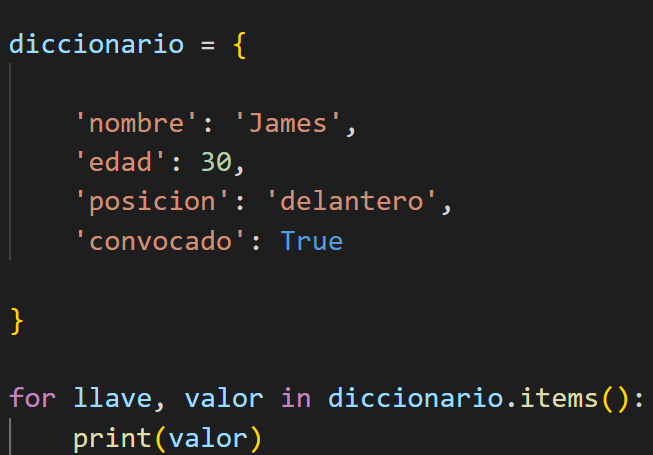 diccionario = {
    'nombre': 'James',
    'edad': 30,
    'posicion': 'delantero',
    'convocado': True
}
for llave, valor in diccionario.items():
    print(valor)